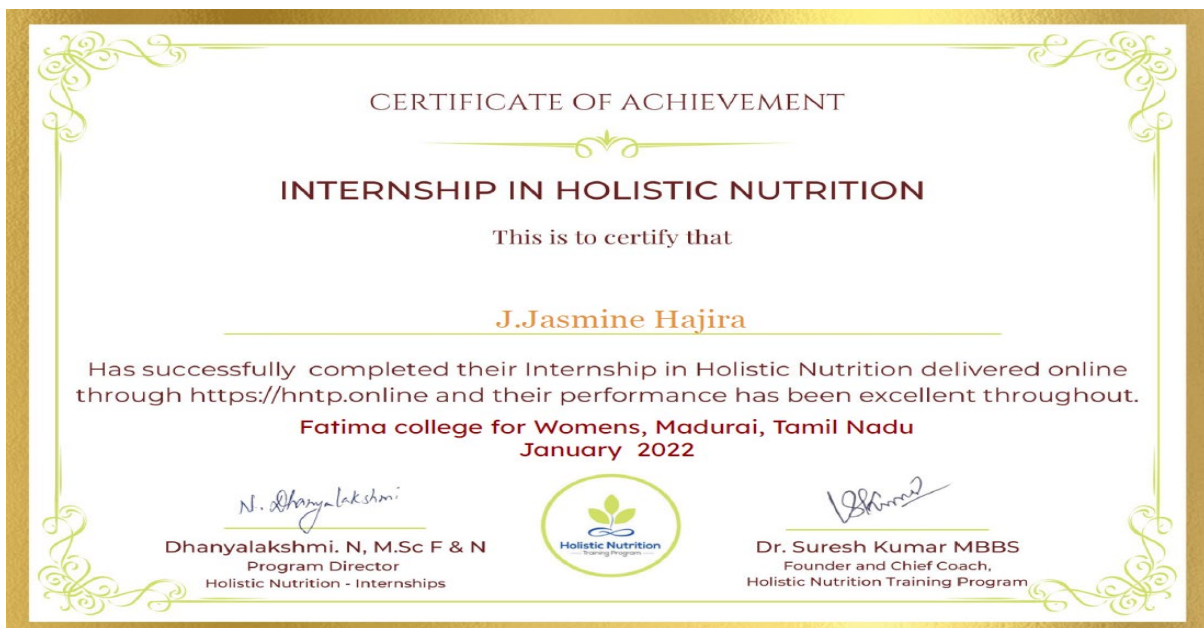 CERTIFICATE OF ACHIEVEMENT
INTERNSHIP IN HOLISTIC NUTRITION
This is to certify that
J.Jasmine Hajira
Has successfully completed their Internship in Holistic Nutrition delivered online
through https://hntp.online and their performance has been excellent throughout.
Fatima college for Womens, Madurai, Tamil Nadu
January 2022
N. Dhanyalakshmi
Dhanyalakshmi. N, M.Sc F & N
Program Director
Holistic Nutrition - Internships
Holistic Nutrition
Training Program
Dr. Suresh Kumar MBBS
Founder and Chief Coach,
Holistic Nutrition Training Program